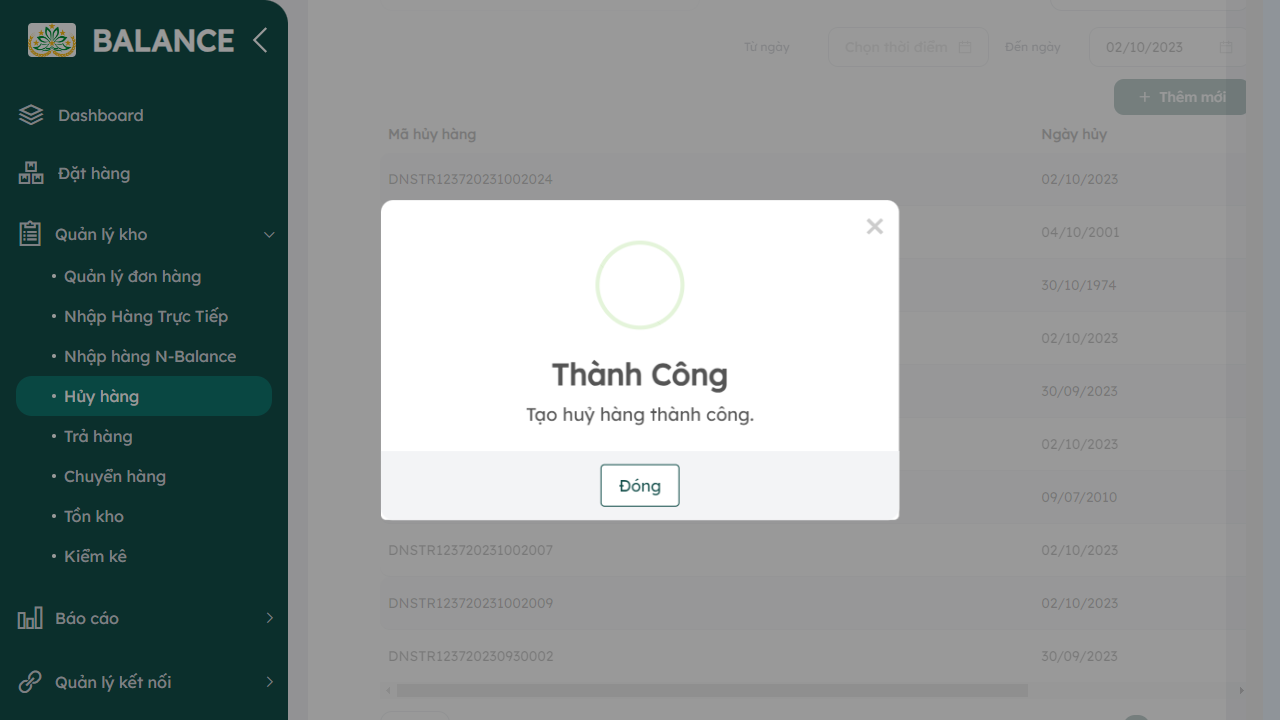 BALANCE
Dashboard
Đặt hàng
Quản lý kho
Quản lý đơn hàng
Nhập Hàng Trực Tiếp
Nhập hàng N-Balance
Hủy hàng
Trả hàng
Chuyển hàng
Tồn kho
Kiểm kê
Báo cáo
Quản lý kết nối
Từ ngày
Chọn thời điểm
Đến ngày
02/10/2023
+ Thêm mới
Mã hủy hàng
Ngày hủy
DNSTR123720231002024
02/10/2023
04/10/2001
30/10/1974
02/10/2023
30/09/2023
02/10/2023
09/07/2010
DNSTR123720231002007
02/10/2023
DNSTR123720231002009
02/10/2023
DNSTR123720230930002
30/09/2023
×
Thành Công
Tạo huỷ hàng thành công.
Đóng